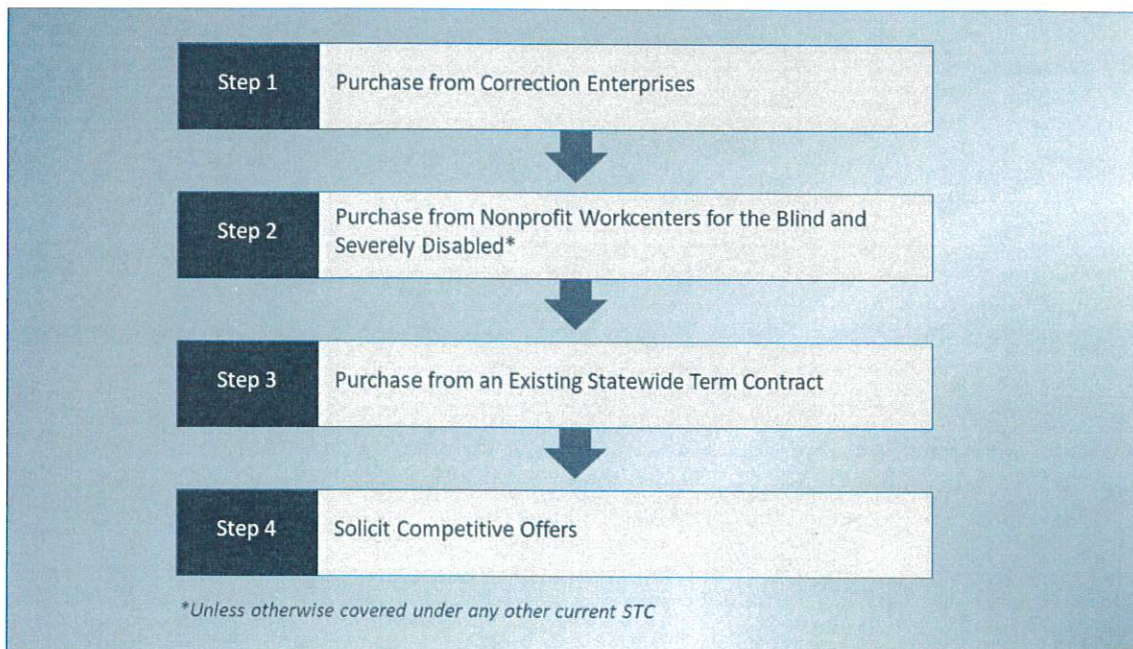 Step 1
Purchase from Correction Enterprises
Step 2
Purchase from Nonprofit Workcenters for the Blind and
Severely Disabled*
Step 3
Purchase from an Existing Statewide Term Contract
Step 4
Solicit Competitive Offers
*Unless otherwise covered under any other current STC